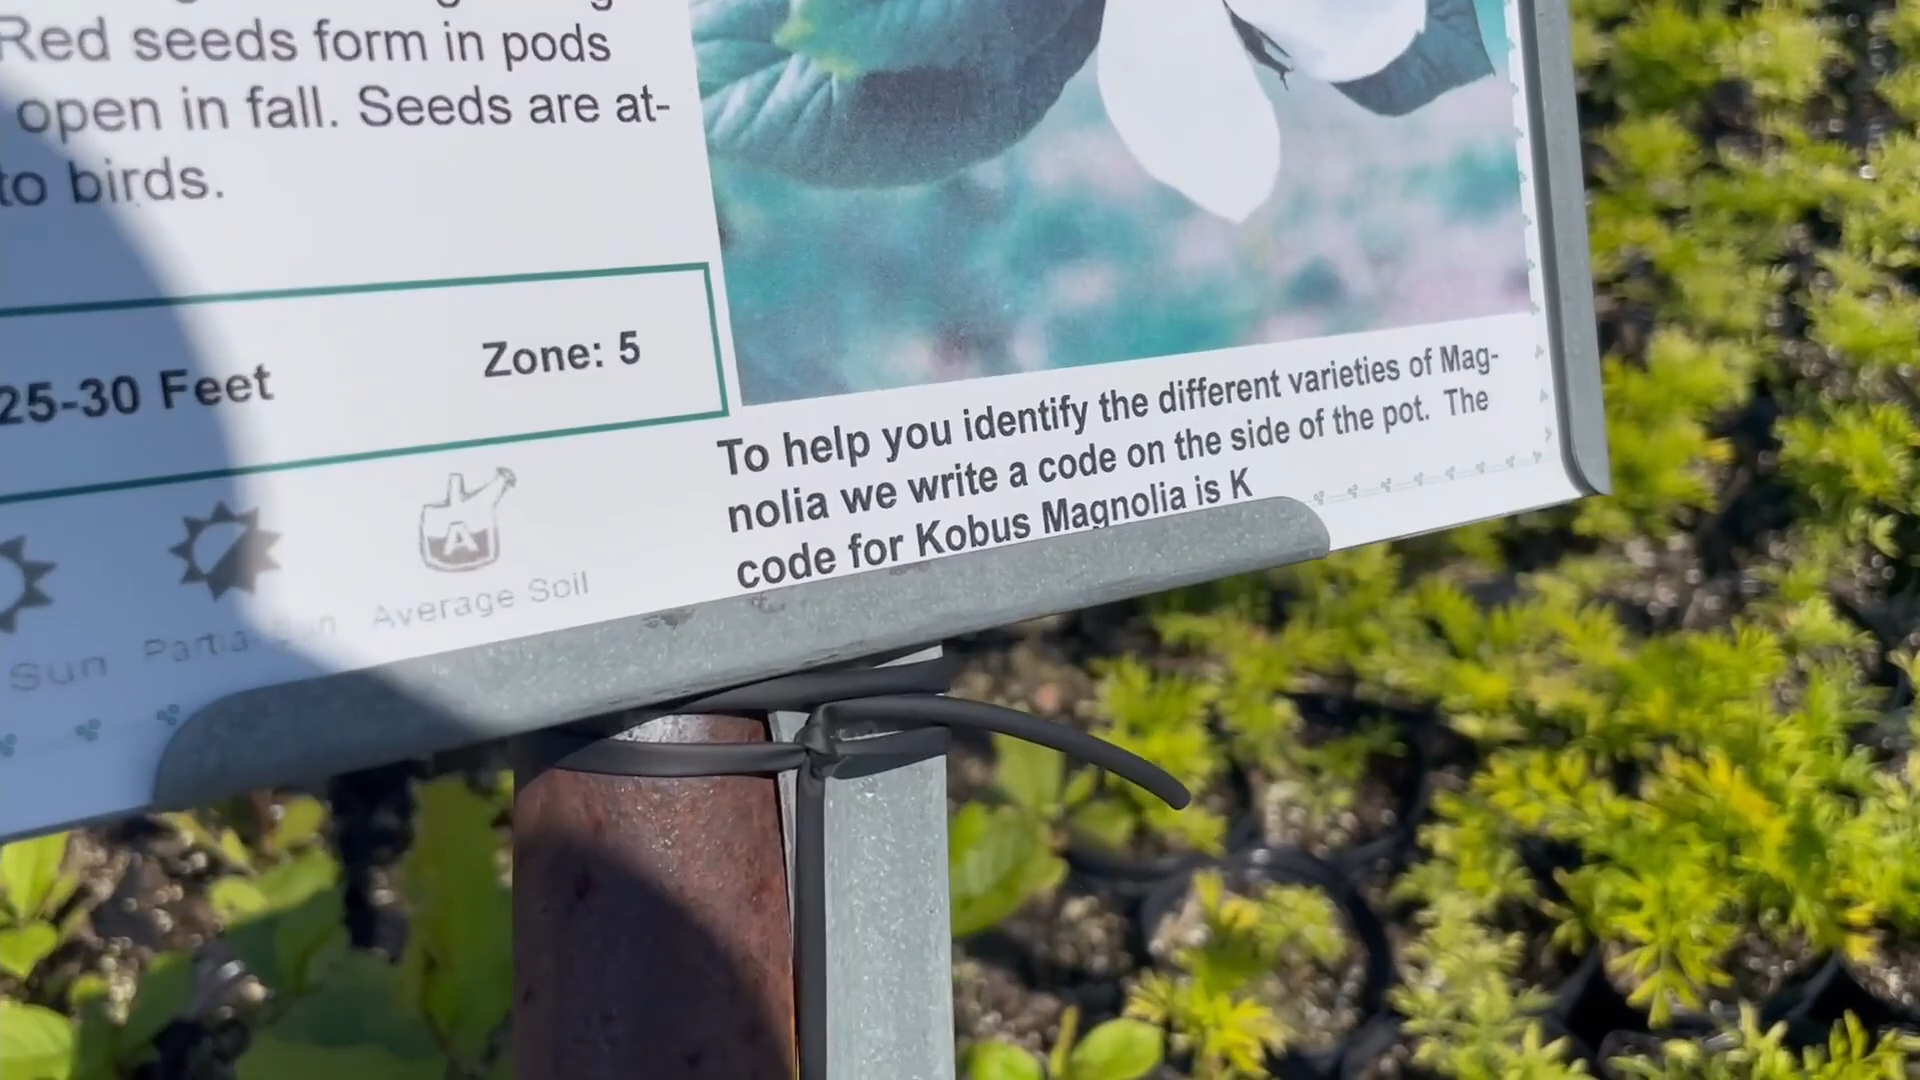 Red seeds form in pods
open in fall. Seeds are at-
to birds.
25-30 Feet
Zone: 5
Sun
Average Soil
A
To help you identify the different varieties of Mag-
nolia we write a code on the side of the pot. The
code for Kobus Magnolia is K